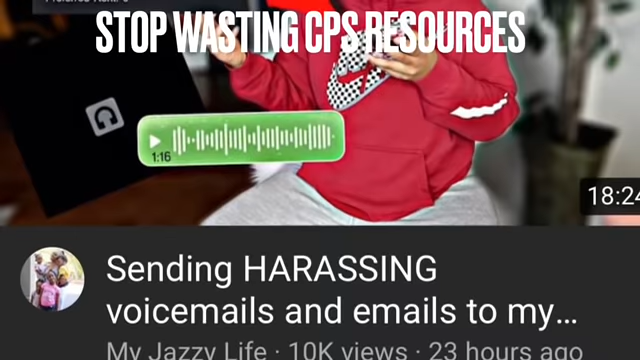 STOP WASTING CPS RESOURCES
1:16
18:24
Sending HARASSING
voicemails and emails to my...
My Jazzy Life · 10K views · 23 hours ago